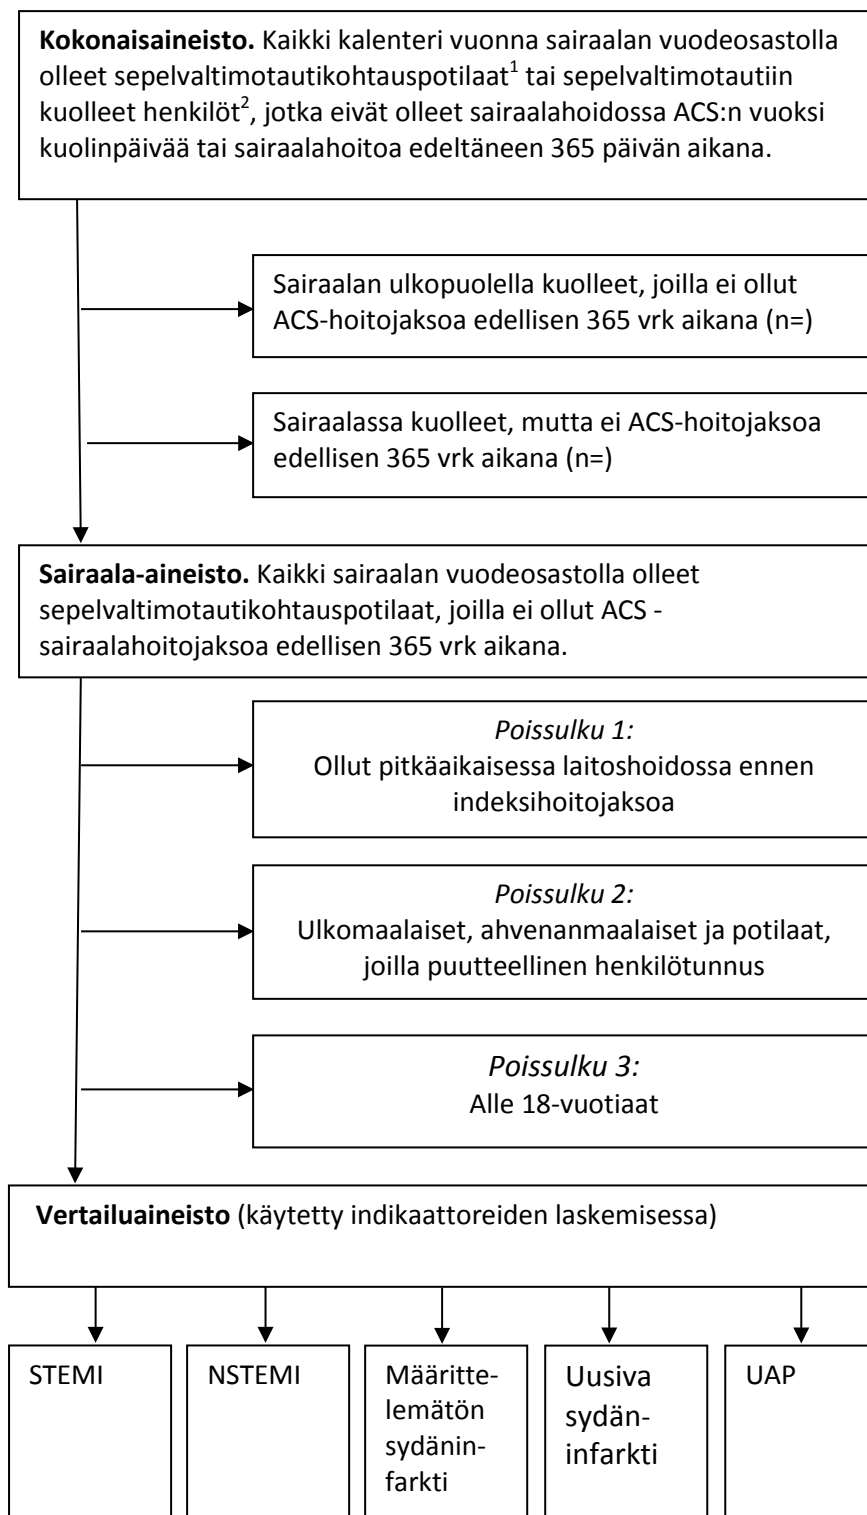 Kokonaisaineisto. Kaikki kalenteri vuonna sairaalan vuodeosastolla
olleet sepelvaltimotautikohtauspotilaat1 tai sepelvaltimotautiin
kuolleet henkilöt2, jotka eivät olleet sairaalahoidossa ACS:n vuoksi
kuolinpäivää tai sairaalahoitoa edeltäneen 365 päivän aikana.
Sairaalan ulkopuolella kuolleet, joilla ei ollut
ACS-hoitojaksoa edellisen 365 vrk aikana (n=)
Sairaalassa kuolleet, mutta ei ACS-hoitojaksoa
edellisen 365 vrk aikana (n=)
Sairaala-aineisto. Kaikki sairaalan vuodeosastolla olleet
sepelvaltimotautikohtauspotilaat, joilla ei ollut ACS -
sairaalahoitojaksoa edellisen 365 vrk aikana.
Poissulku 1:
Ollut pitkäaikaisessa laitoshoidossa ennen
indeksihoitojaksoa
Poissulku 2:
Ulkomaalaiset, ahvenanmaalaiset ja potilaat,
joilla puutteellinen henkilötunnus
Poissulku 3:
Alle 18-vuotiaat
Vertailuaineisto (käytetty indikaattoreiden laskemisessa)
STEMI
NSTEMI
Määritte-
lemätön
sydänin-
farkti
Uusiva
sydän-
infarkti
UAP